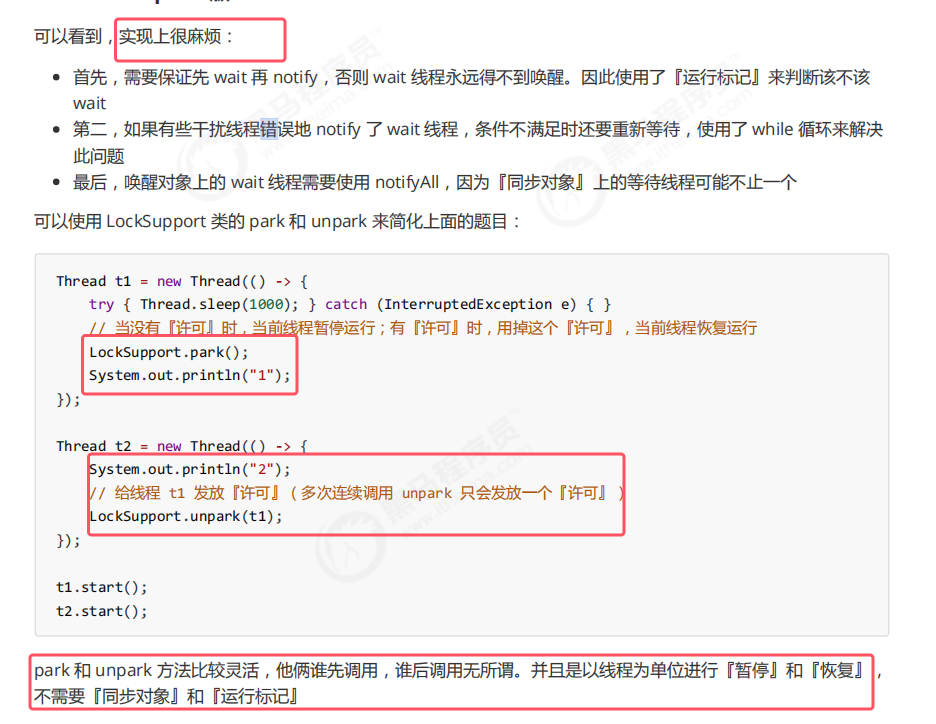 可以看到，实现上很麻烦：
首先，需要保证先 wait 再 notify，否则 wait 线程永远得不到唤醒。因此使用了『运行标记』来判断该不该
wait
第二，如果有些干扰线程错误地 notify 了 wait 线程，条件不满足时还要重新等待，使用了 while 循环来解决
此问题
最后，唤醒对象上的 wait 线程需要使用 notifyAll，因为『同步对象』上的等待线程可能不止一个
可以使用 LockSupport 类的 park 和 unpark 来简化上面的题目：
Thread t1 = new Thread(() -> {
    try { Thread.sleep(1000); } catch (InterruptedException e) { }
    // 当没有『许可』时，当前线程暂停运行；有『许可』时，用掉这个『许可』，当前线程恢复运行
    LockSupport.park();
    System.out.println("1");
});
Thread t2 = new Thread(() -> {
    System.out.println("2");
    // 给线程 t1 发放『许可』（多次连续调用 unpark 只会发放一个『许可』）
    LockSupport.unpark(t1);
});
t1.start();
t2.start();
park 和 unpark 方法比较灵活，他俩谁先调用，谁后调用无所谓。并且是以线程为单位进行『暂停』和『恢复』，
不需要『同步对象』和『运行标记』
黑马程序员